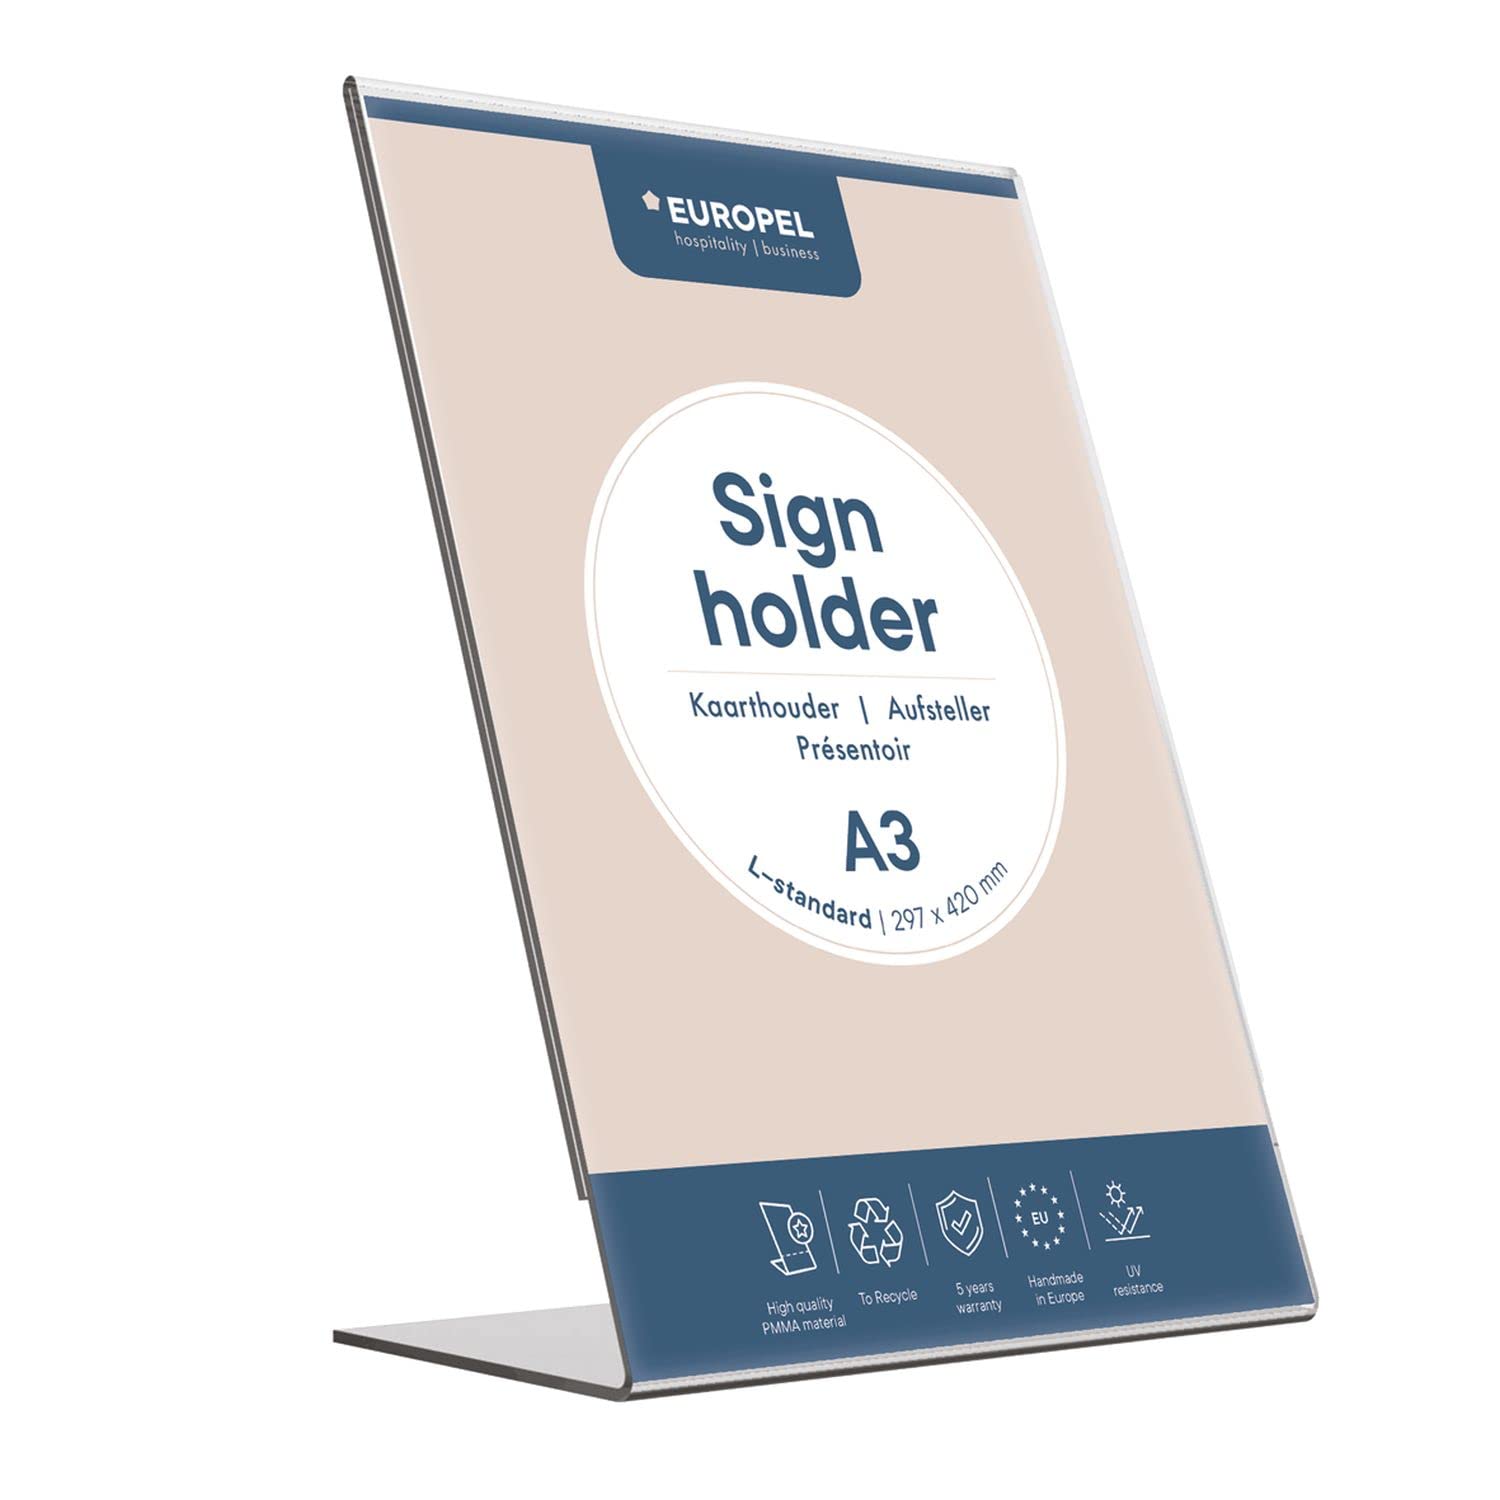 EUROPEL
hospitality | business
Sign
holder
Kaarthouder | Aufsteller
Présentoir
A3
L-standard | 297 x 420 mm
High quality
PMMA material
To Recycle
5 years
warranty
EU
Handmade
in Europe
UV
resistance